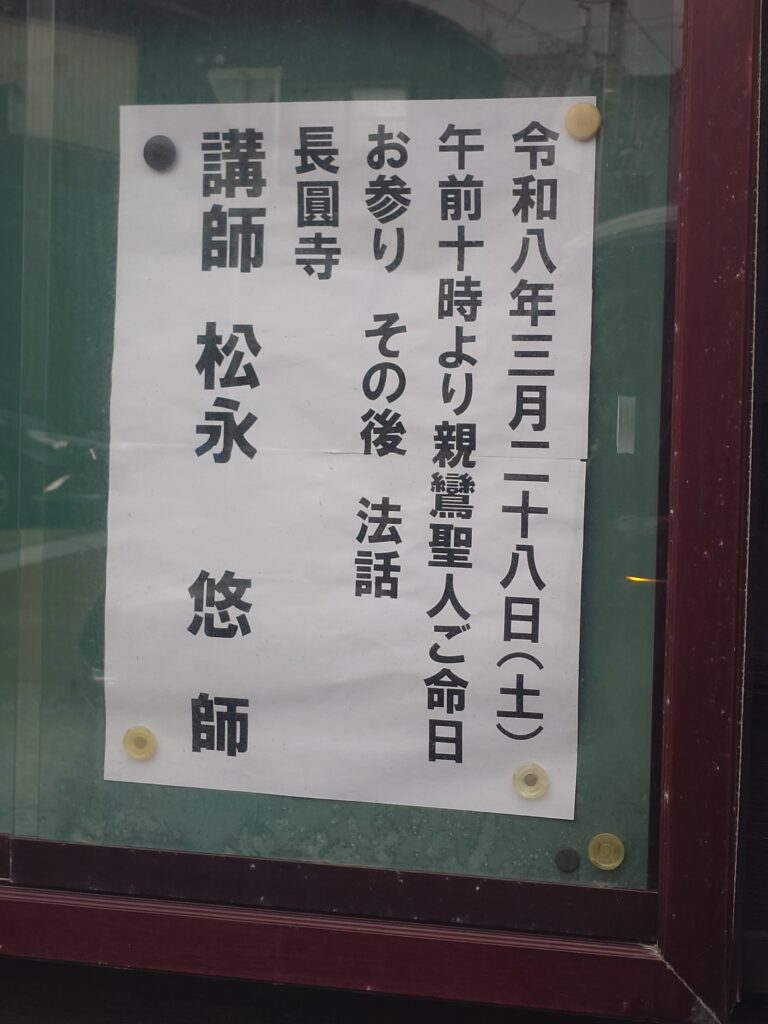 令和八年三月二十八日(土)
午前十時より親鸞聖人ご命日
お参り その後 法話
長圓寺
講師 松永 悠 師